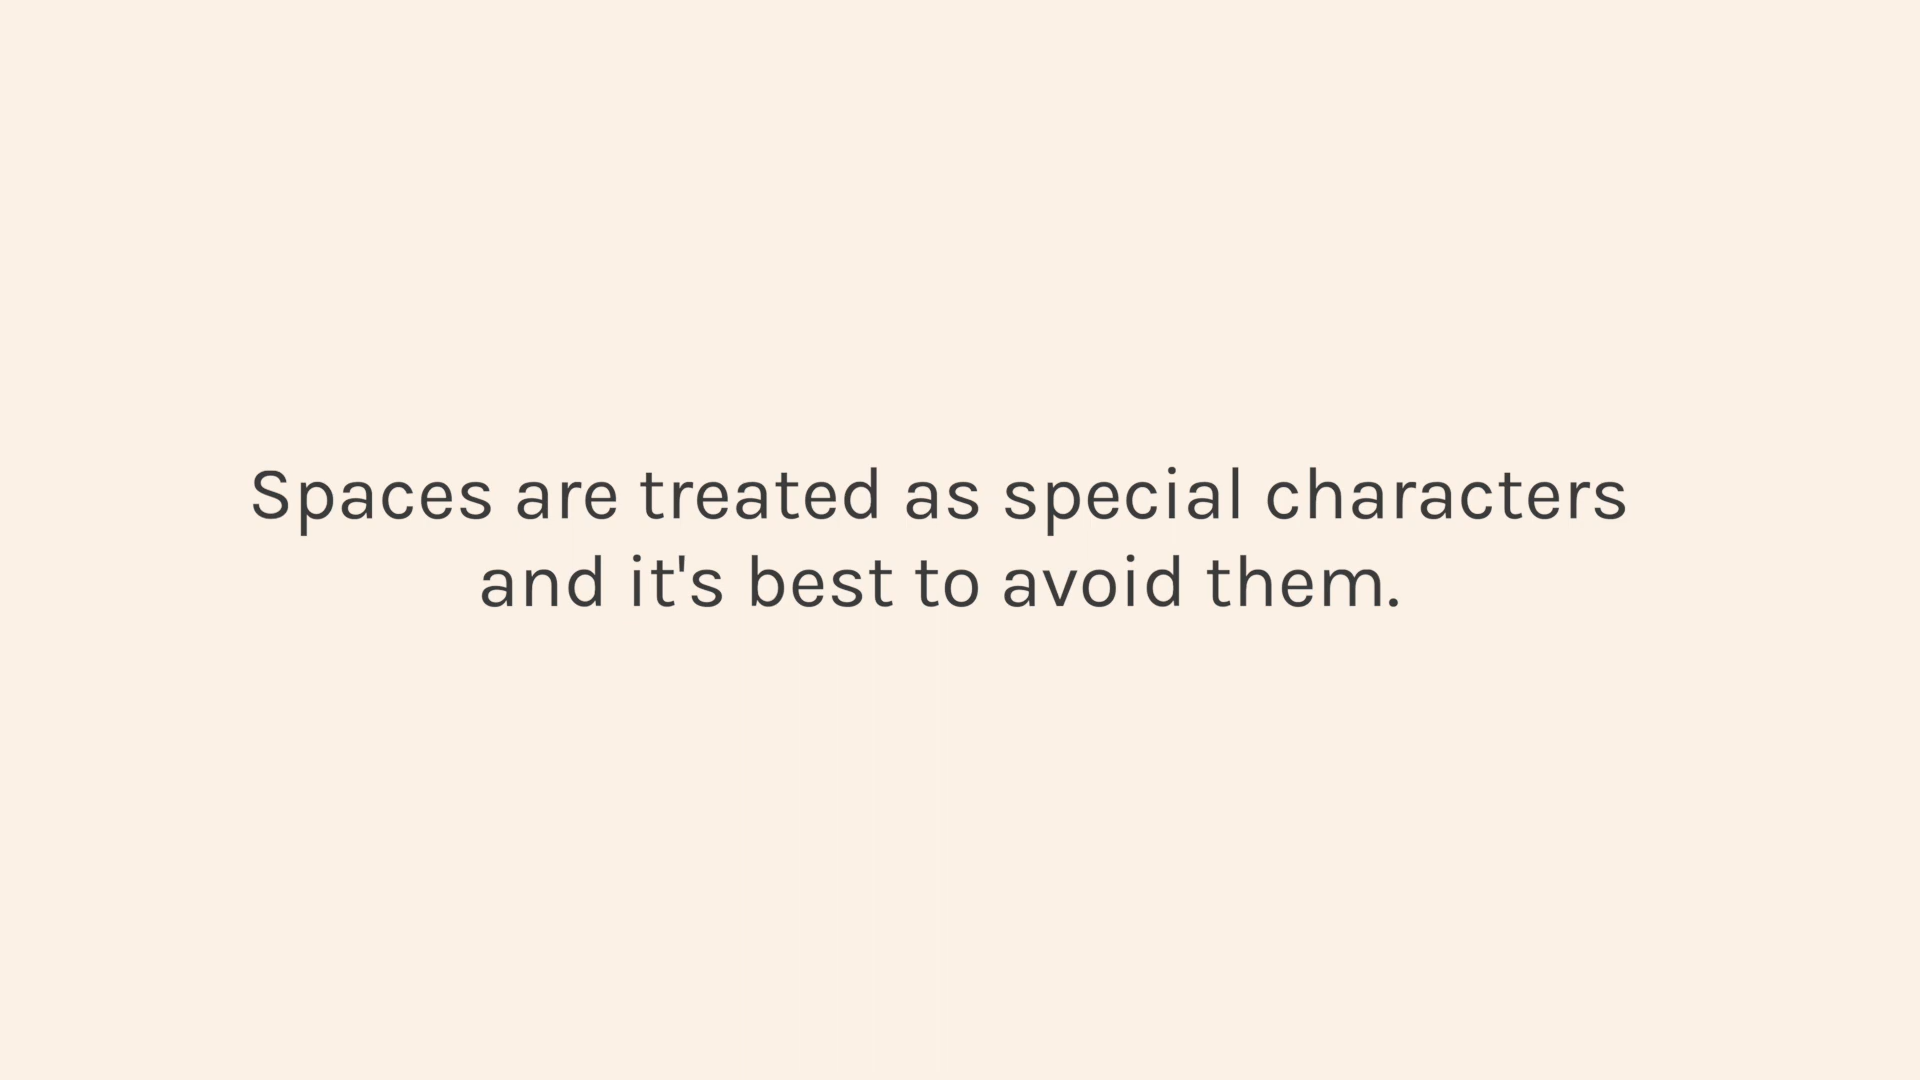 Spaces are treated as special characters
and it's best to avoid them.